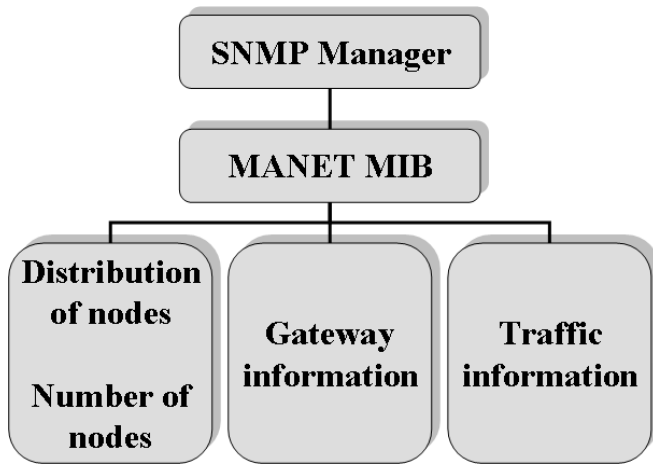 SNMP Manager
MANET MIB
Distribution
of nodes
Number of
nodes
Gateway
information
Traffic
information